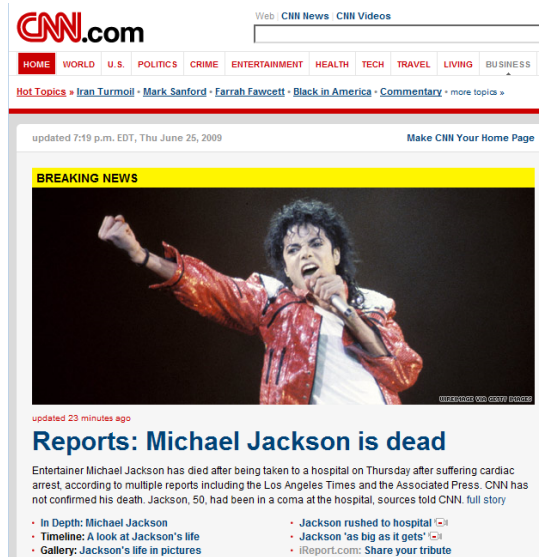 CNN.com
Web | CNN News | CNN Videos
HOME WORLD U.S. POLITICS CRIME ENTERTAINMENT HEALTH TECH TRAVEL LIVING BUSINESS
Hot Topics » Iran Turmoil • Mark Sanford • Farrah Fawcett • Black in America • Commentary • more topics »
updated 7:19 p.m. EDT, Thu June 25, 2009 Make CNN Your Home Page
BREAKING NEWS
WIREIMAGE VIA GETTY IMAGES
updated 23 minutes ago
Reports: Michael Jackson is dead
Entertainer Michael Jackson has died after being taken to a hospital on Thursday after suffering cardiac
arrest, according to multiple reports including the Los Angeles Times and the Associated Press. CNN has
not confirmed his death. Jackson, 50, had been in a coma at the hospital, sources told CNN. full story
• In Depth: Michael Jackson
• Timeline: A look at Jackson's life
• Gallery: Jackson's life in pictures
• Jackson rushed to hospital
• Jackson 'as big as it gets'
• iReport.com: Share your tribute